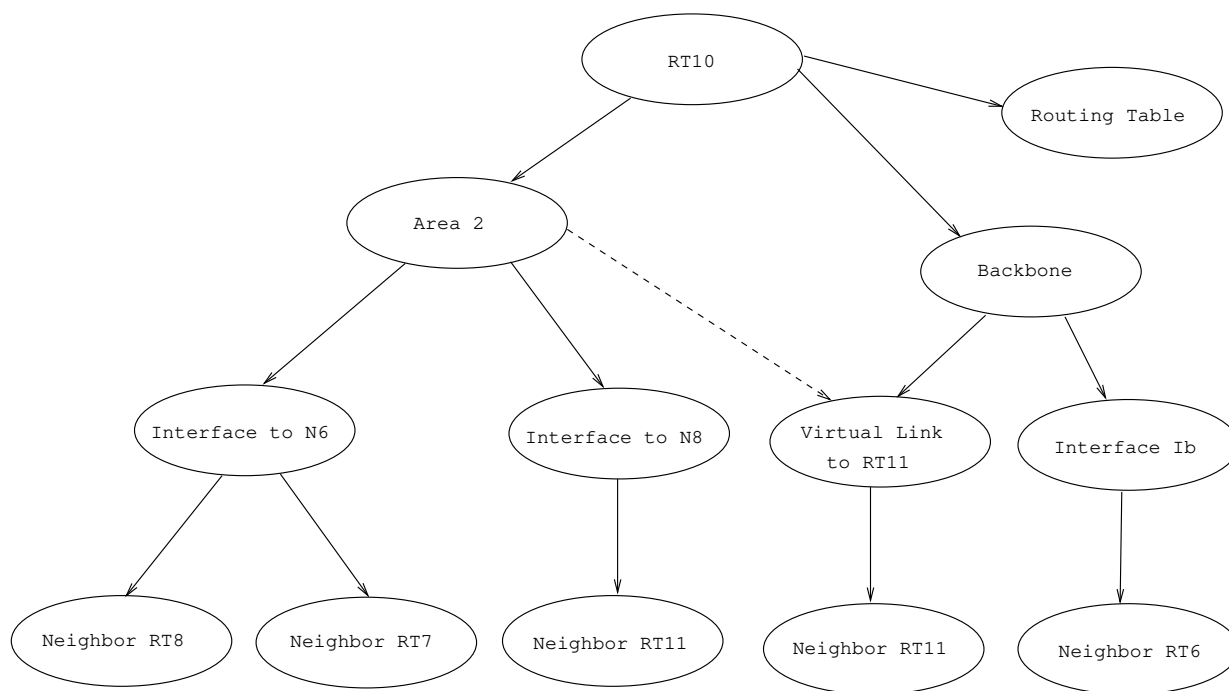 RT10
Routing Table
Area 2
Backbone
Interface to N6
Interface to N8
Virtual Link
to RT11
Interface Ib
Neighbor RT8
Neighbor RT7
Neighbor RT11
Neighbor RT11
Neighbor RT6